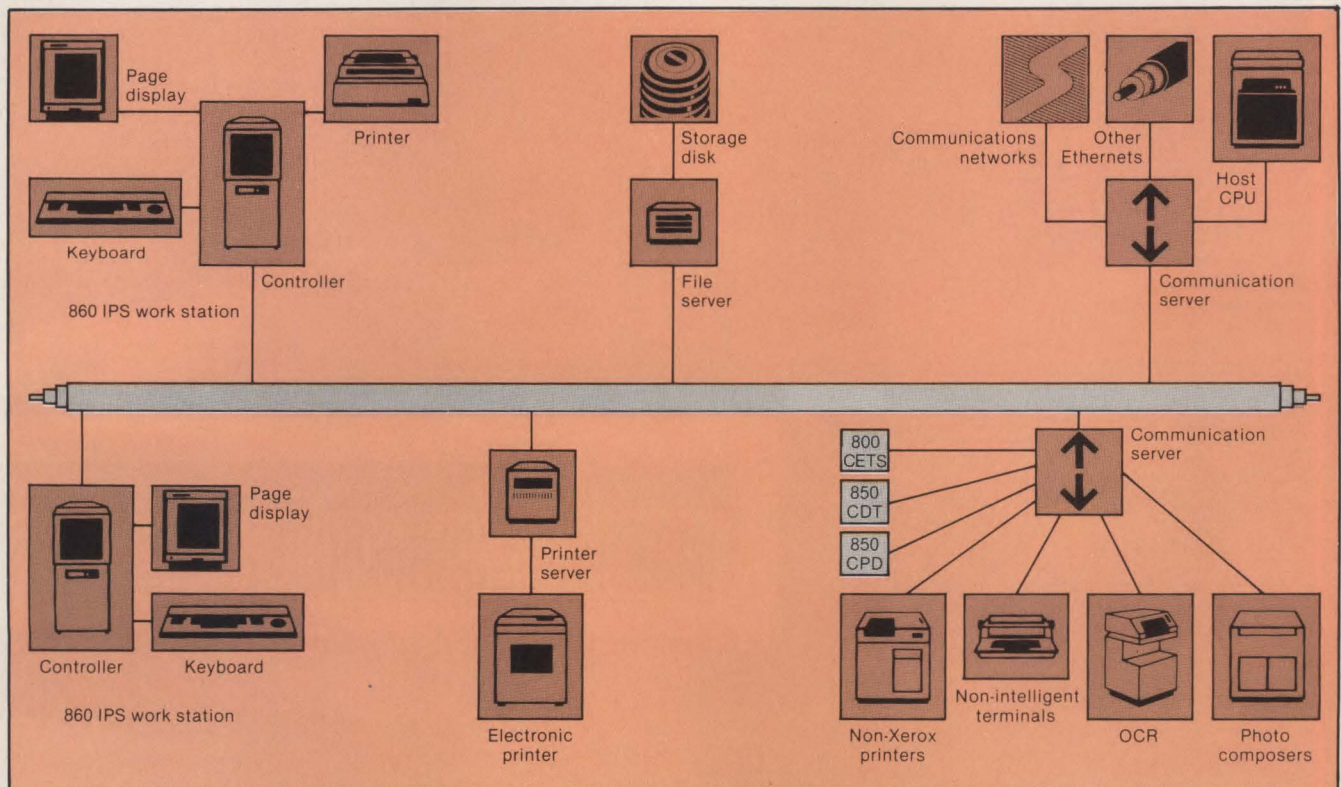 Page
display
Printer
Keyboard
Controller
860 IPS work station
Storage
disk
File
server
Communications
networks
Other
Ethernets
Host
CPU
Communication
server
Page
display
Controller
Keyboard
860 IPS work station
Printer
server
Electronic
printer
800
CETS
850
CDT
850
CPD
Communication
server
Non-Xerox
printers
Non-intelligent
terminals
OCR
Photo
composers